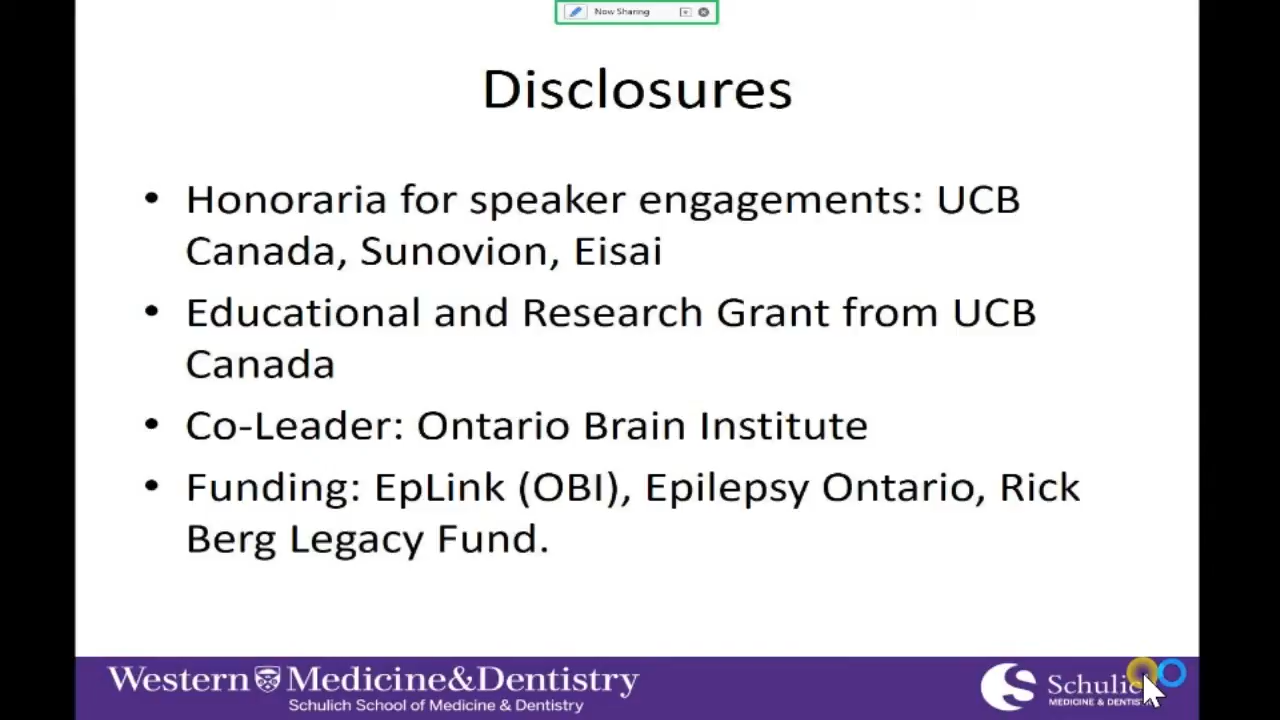 Now Sharing
Disclosures
• Honoraria for speaker engagements: UCB
Canada, Sunovion, Eisai
• Educational and Research Grant from UCB
Canada
• Co-Leader: Ontario Brain Institute
• Funding: EpLink (OBI), Epilepsy Ontario, Rick
Berg Legacy Fund.
Western Medicine&Dentistry
Schulich School of Medicine & Dentistry
MEDICINE &